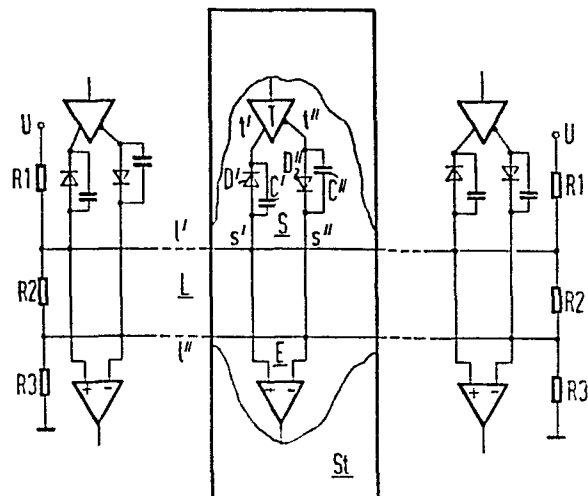 U
R1
R2
R3
T
t'
t"
D'
D"
C'
C"
S
s'
s"
l'
L
l"
E
+ -
+ -
+ -
St
U
R1
R2
R3